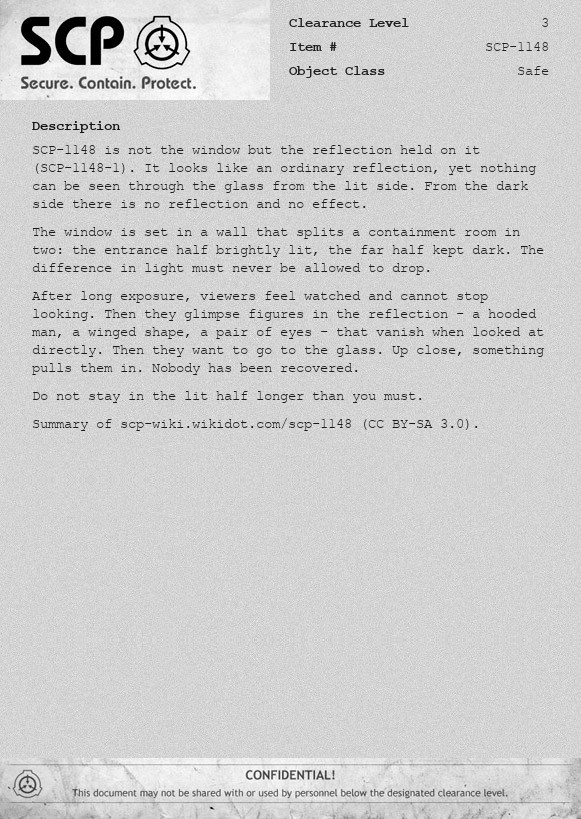 SCP
Secure. Contain. Protect.
Clearance Level 3
Item # SCP-1148
Object Class Safe
Description
SCP-1148 is not the window but the reflection held on it
(SCP-1148-1). It looks like an ordinary reflection, yet nothing
can be seen through the glass from the lit side. From the dark
side there is no reflection and no effect.
The window is set in a wall that splits a containment room in
two: the entrance half brightly lit, the far half kept dark. The
difference in light must never be allowed to drop.
After long exposure, viewers feel watched and cannot stop
looking. Then they glimpse figures in the reflection - a hooded
man, a winged shape, a pair of eyes - that vanish when looked at
directly. Then they want to go to the glass. Up close, something
pulls them in. Nobody has been recovered.
Do not stay in the lit half longer than you must.
Summary of scp-wiki.wikidot.com/scp-1148 (CC BY-SA 3.0).
CONFIDENTIAL!
This document may not be shared with or used by personnel below the designated clearance level.